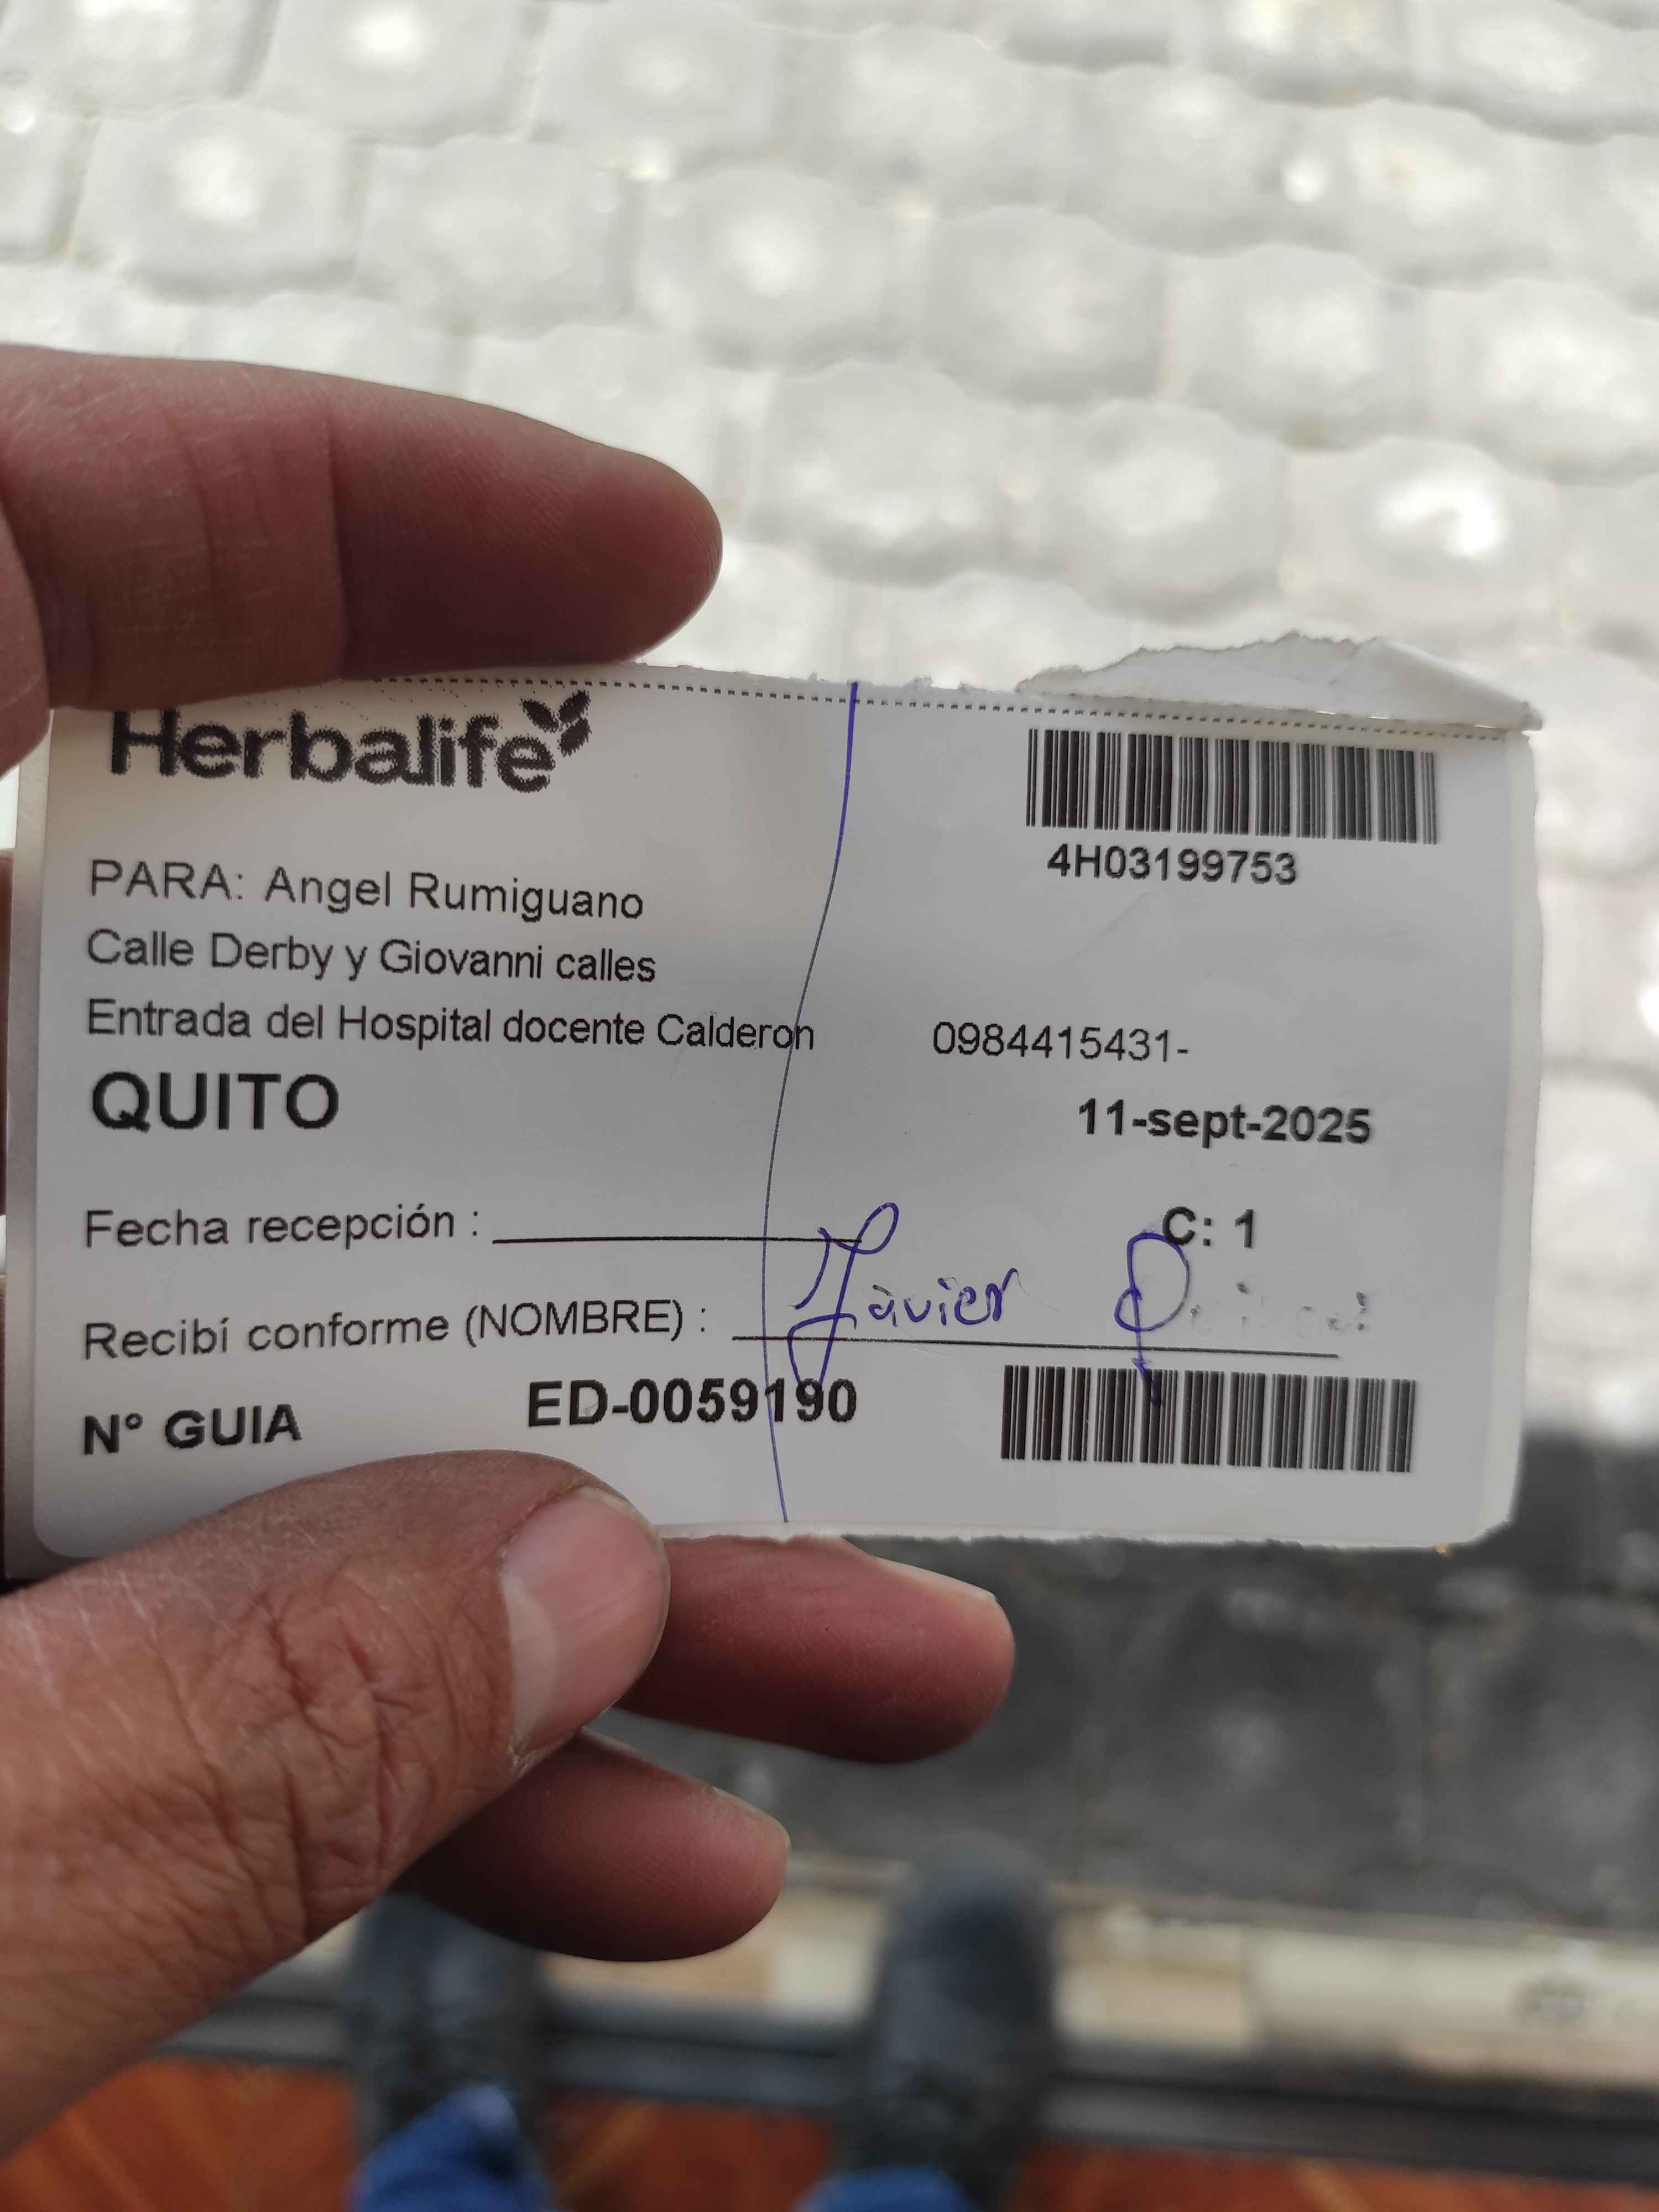 Herbalife
4H03199753
PARA: Angel Rumiguano
Calle Derby y Giovanni calles
Entrada del Hospital docente Calderon 0984415431-
QUITO
11-sept-2025
Fecha recepción :
C: 1
Recibí conforme (NOMBRE) : Javier
N° GUIA ED-0059190